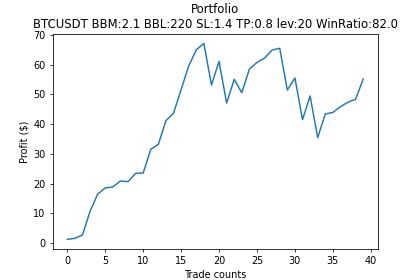 Portfolio
BTCUSDT BBM:2.1 BBL:220 SL:1.4 TP:0.8 lev:20 WinRatio:82.0
70
60
50
40
30
20
10
0
Profit ($)
0 5 10 15 20 25 30 35 40
Trade counts